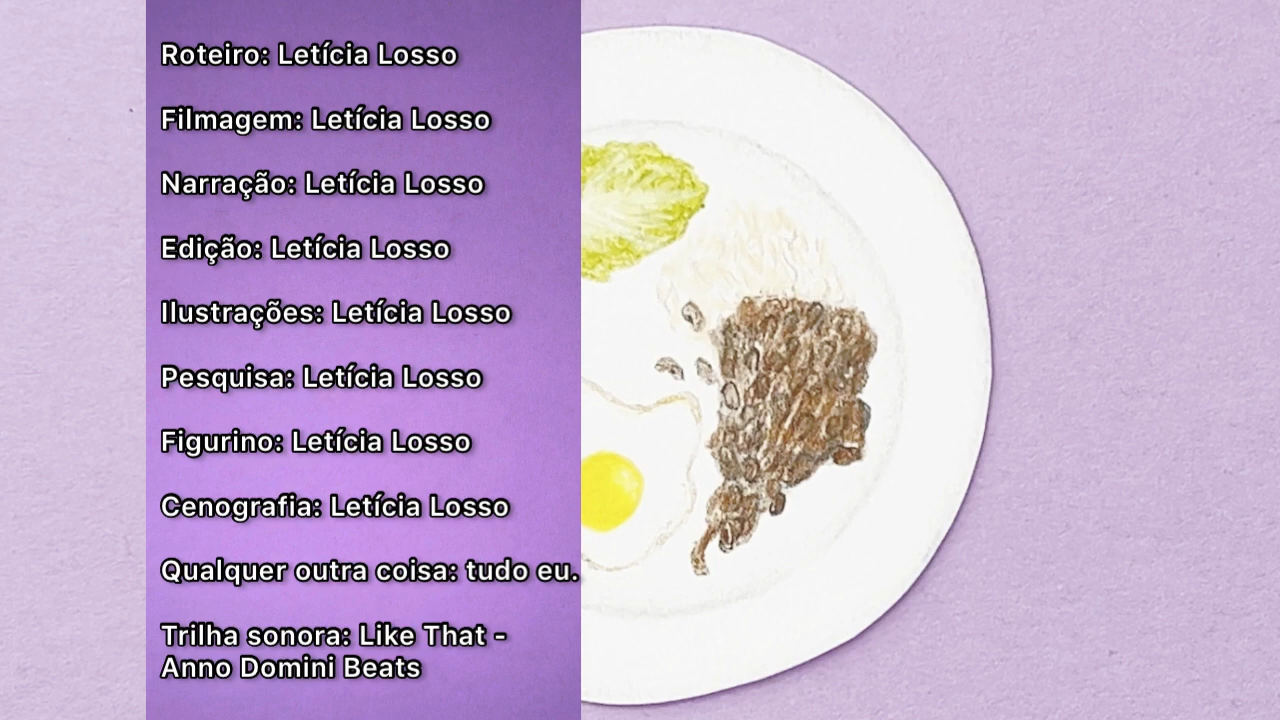 Roteiro: Letícia Losso
Filmagem: Letícia Losso
Narração: Letícia Losso
Edição: Letícia Losso
Ilustrações: Letícia Losso
Pesquisa: Letícia Losso
Figurino: Letícia Losso
Cenografia: Letícia Losso
Qualquer outra coisa: tudo eu.
Trilha sonora: Like That -
Anno Domini Beats